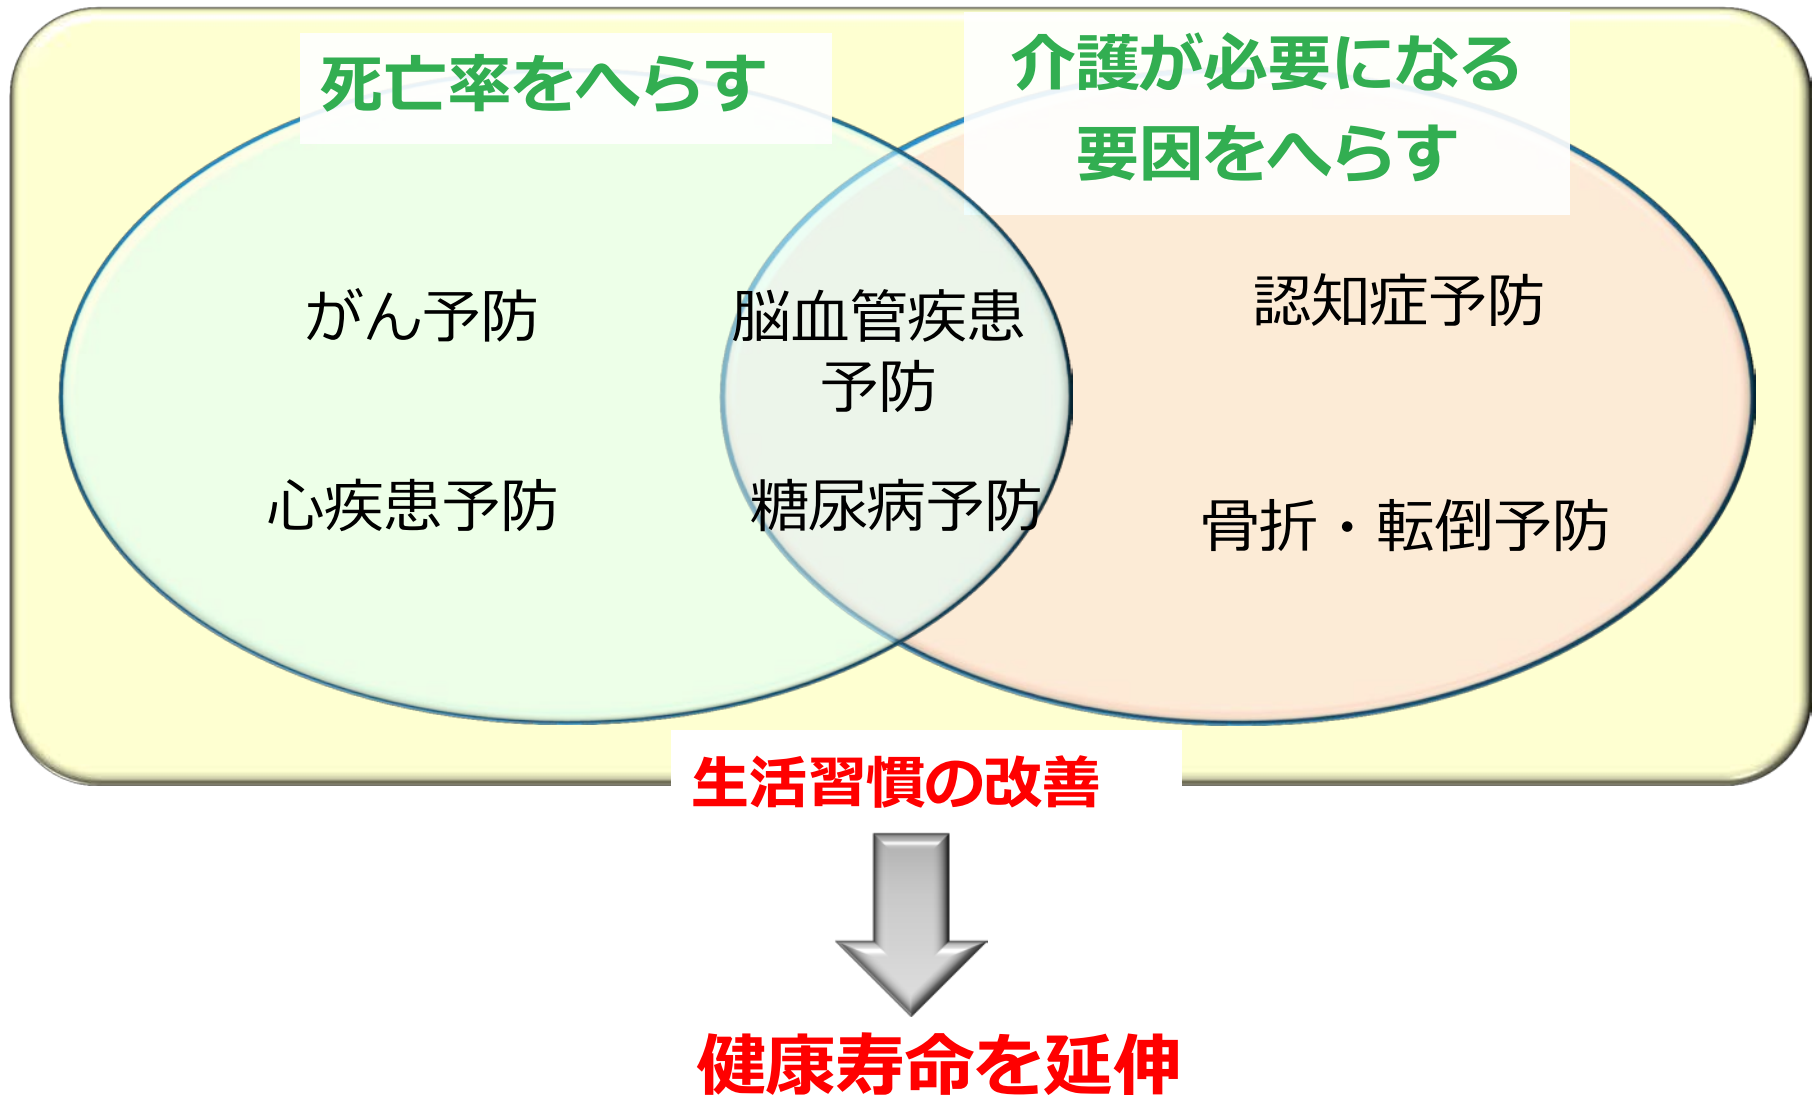 死亡率をへらす
介護が必要になる
要因をへらす
がん予防
脳血管疾患
予防
認知症予防
心疾患予防
糖尿病予防
骨折・転倒予防
生活習慣の改善
健康寿命を延伸